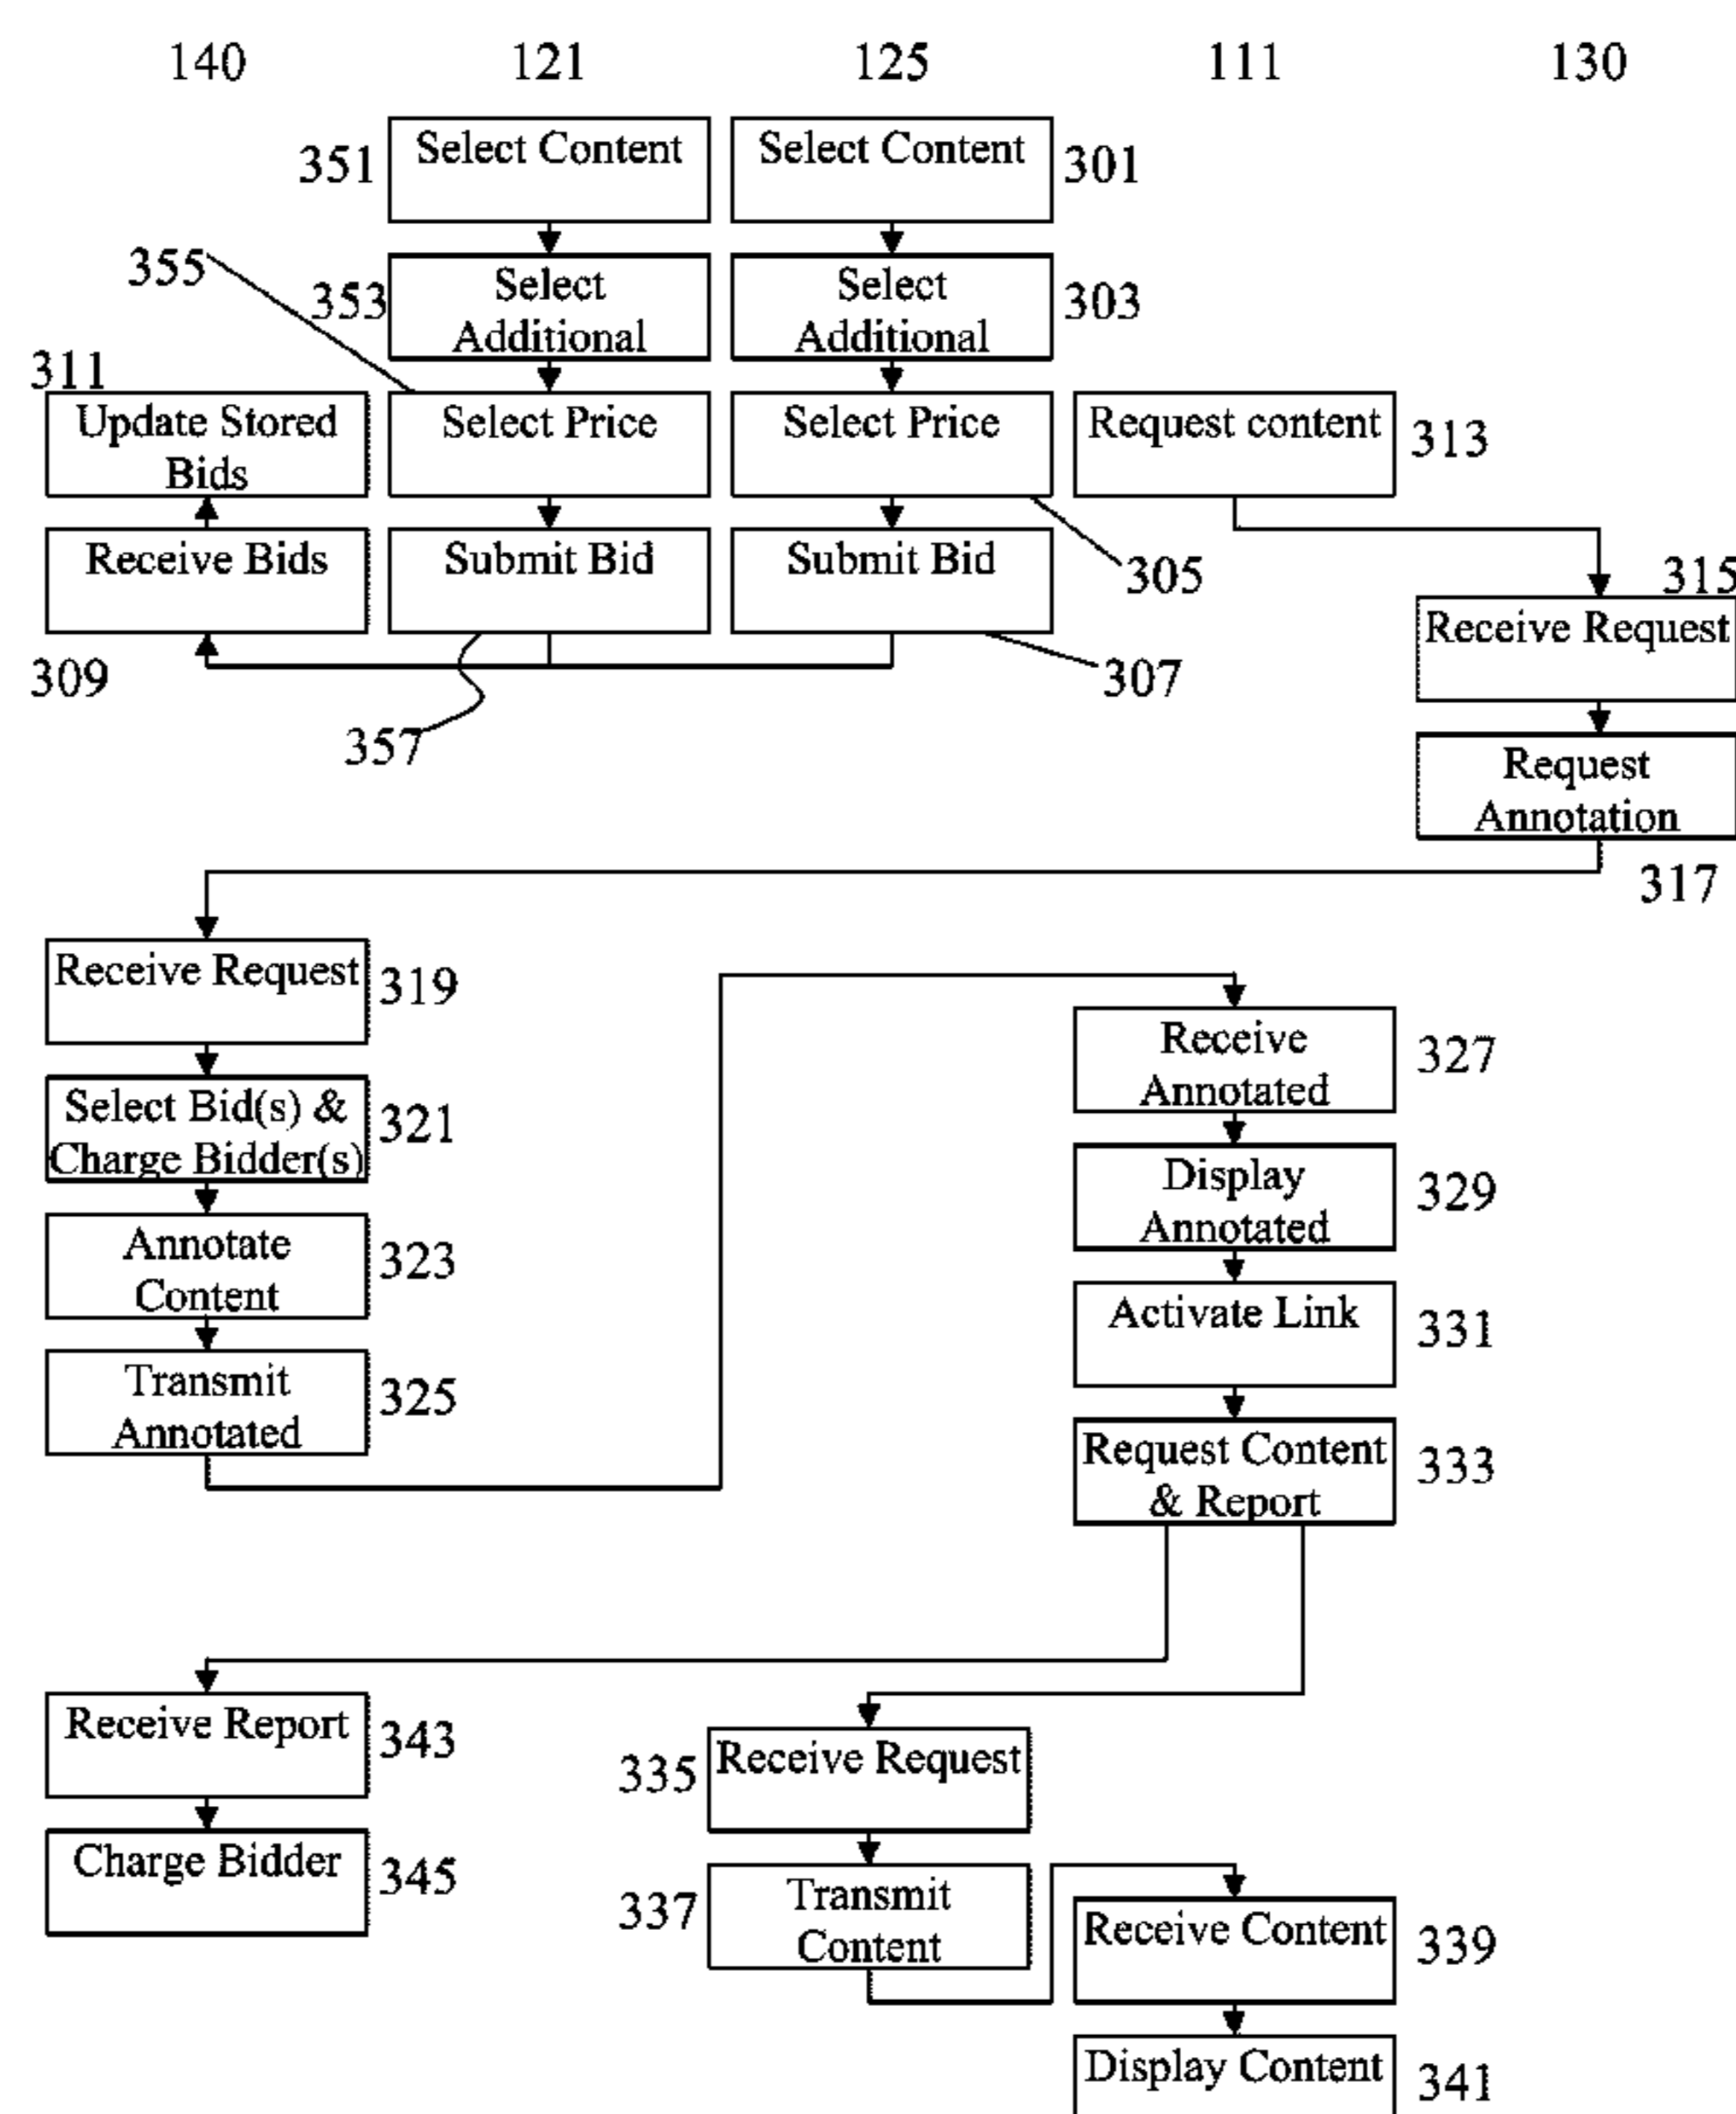 140 121 125 111 130
351 Select Content Select Content 301
355 353 Select Additional Select Additional 303
311
Update Stored Bids Select Price Select Price Request content 313
Receive Bids Submit Bid Submit Bid 305 315
Receive Request
309 357 307
Request Annotation
317
Receive Request 319
Receive Annotated 327
Select Bid(s) & Charge Bidder(s) 321
Display Annotated 329
Annotate Content 323
Activate Link 331
Transmit Annotated 325
Request Content & Report 333
Receive Report 343
335 Receive Request
Charge Bidder 345
337 Transmit Content
Receive Content 339
Display Content 341